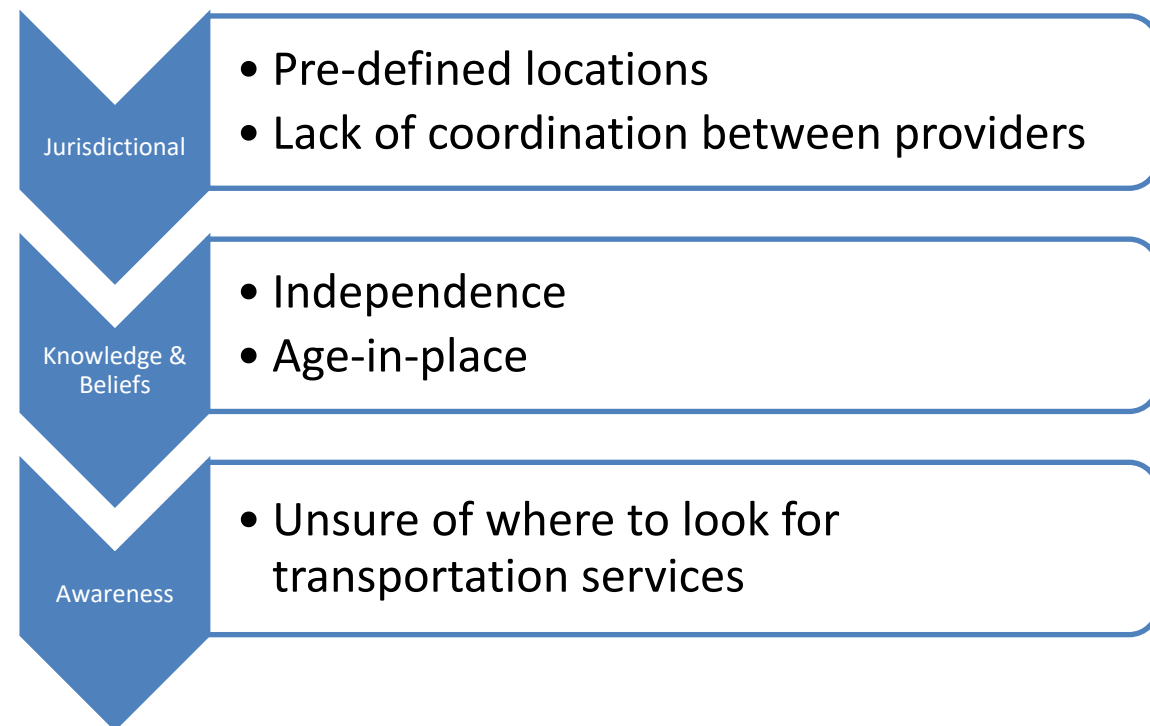 Jurisdictional
• Pre-defined locations
• Lack of coordination between providers
Knowledge &
Beliefs
• Independence
• Age-in-place
Awareness
• Unsure of where to look for
transportation services